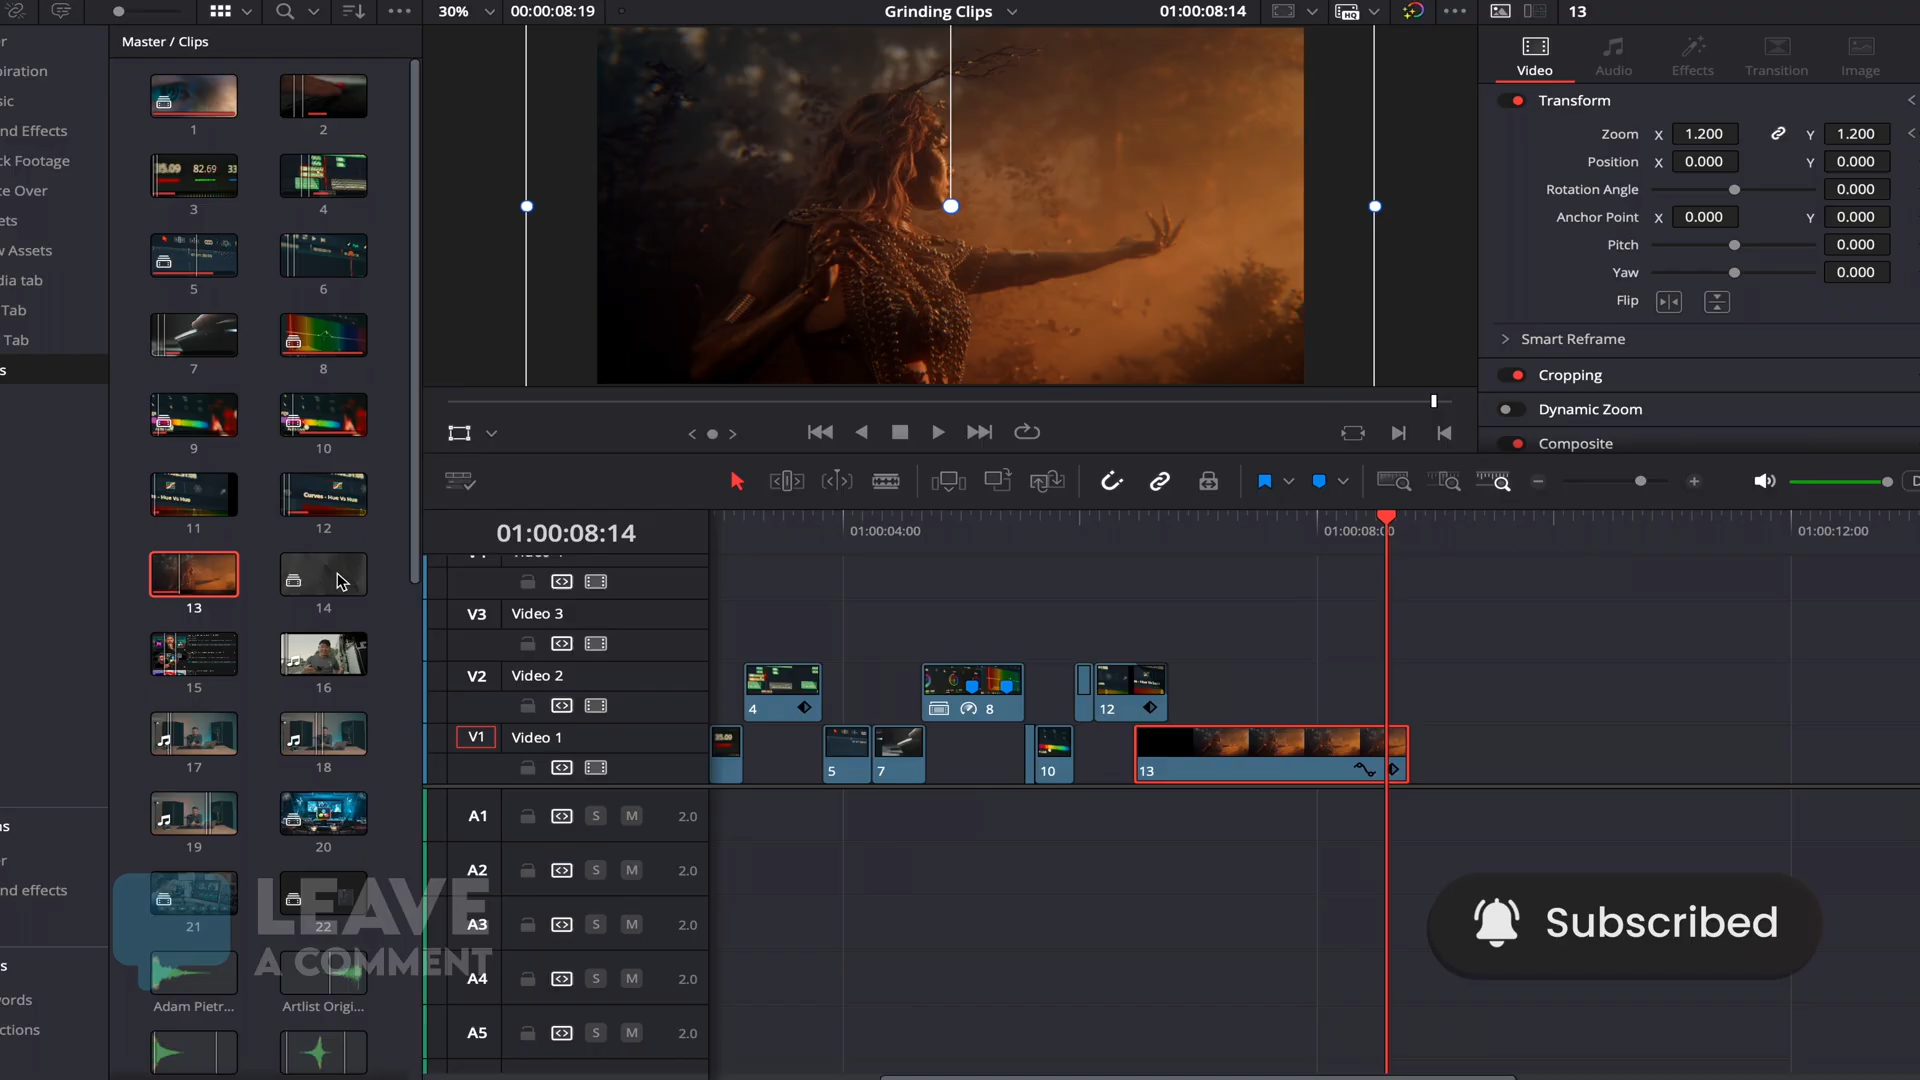 30%
00:00:08:19
Grinding Clips
01:00:08:14
13
r
Master / Clips
piration
sic
nd Effects
ck Footage
ce Over
ets
w Assets
dia tab
Tab
Tab
s
1
2
3
4
5
6
7
8
9
10
11
12
13
14
15
16
17
18
19
20
21
22
Adam Pietr...
Artlist Origi...
ns
r
nd effects
s
ords
ctions
Video
Audio
Effects
Transition
Image
Transform
Zoom X 1.200 Y 1.200
Position X 0.000 Y 0.000
Rotation Angle 0.000
Anchor Point X 0.000 Y 0.000
Pitch 0.000
Yaw 0.000
Flip
Smart Reframe
Cropping
Dynamic Zoom
Composite
01:00:08:14
01:00:04:00
01:00:08:00
01:00:12:00
V3 Video 3
V2 Video 2
4
8
12
V1 Video 1
5
7
10
13
A1 S M 2.0
A2 S M 2.0
A3 S M 2.0
A4 S M 2.0
A5 S M 2.0
LEAVE
A COMMENT
Subscribed